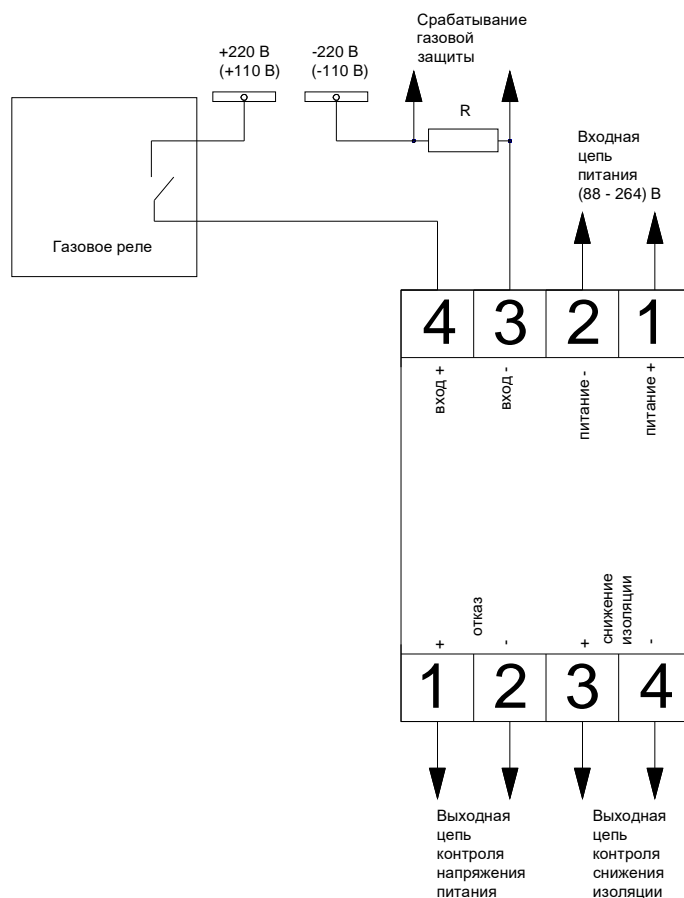 Срабатывание
газовой
защиты
+220 В
(+110 В)
-220 В
(-110 В)
R
Входная
цепь
питания
(88 - 264) В
Газовое реле
4
3
2
1
вход +
вход -
питание -
питание +
+
отказ
-
+
снижение
изоляции
-
1
2
3
4
Выходная
цепь
контроля
напряжения
питания
Выходная
цепь
контроля
снижения
изоляции